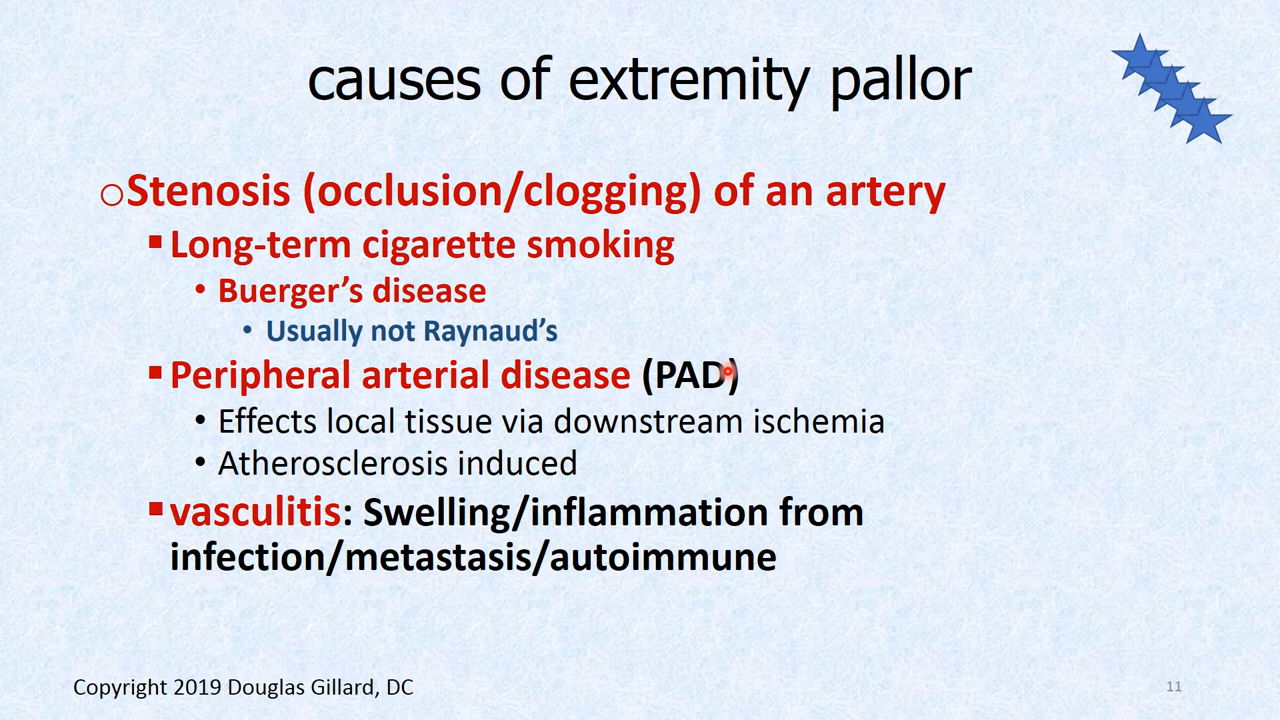 causes of extremity pallor
Stenosis (occlusion/clogging) of an artery
Long-term cigarette smoking
Buerger’s disease
Usually not Raynaud’s
Peripheral arterial disease (PAD)
Effects local tissue via downstream ischemia
Atherosclerosis induced
vasculitis: Swelling/inflammation from
infection/metastasis/autoimmune
Copyright 2019 Douglas Gillard, DC
11